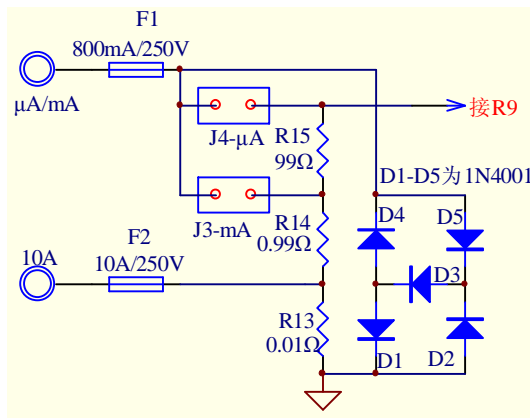 F1
800mA/250V
μA/mA
J4-μA
接R9
R15
99Ω
D1-D5为1N4001
J3-mA
R14
0.99Ω
D4
D5
F2
10A
10A/250V
D3
R13
0.01Ω
D1
D2